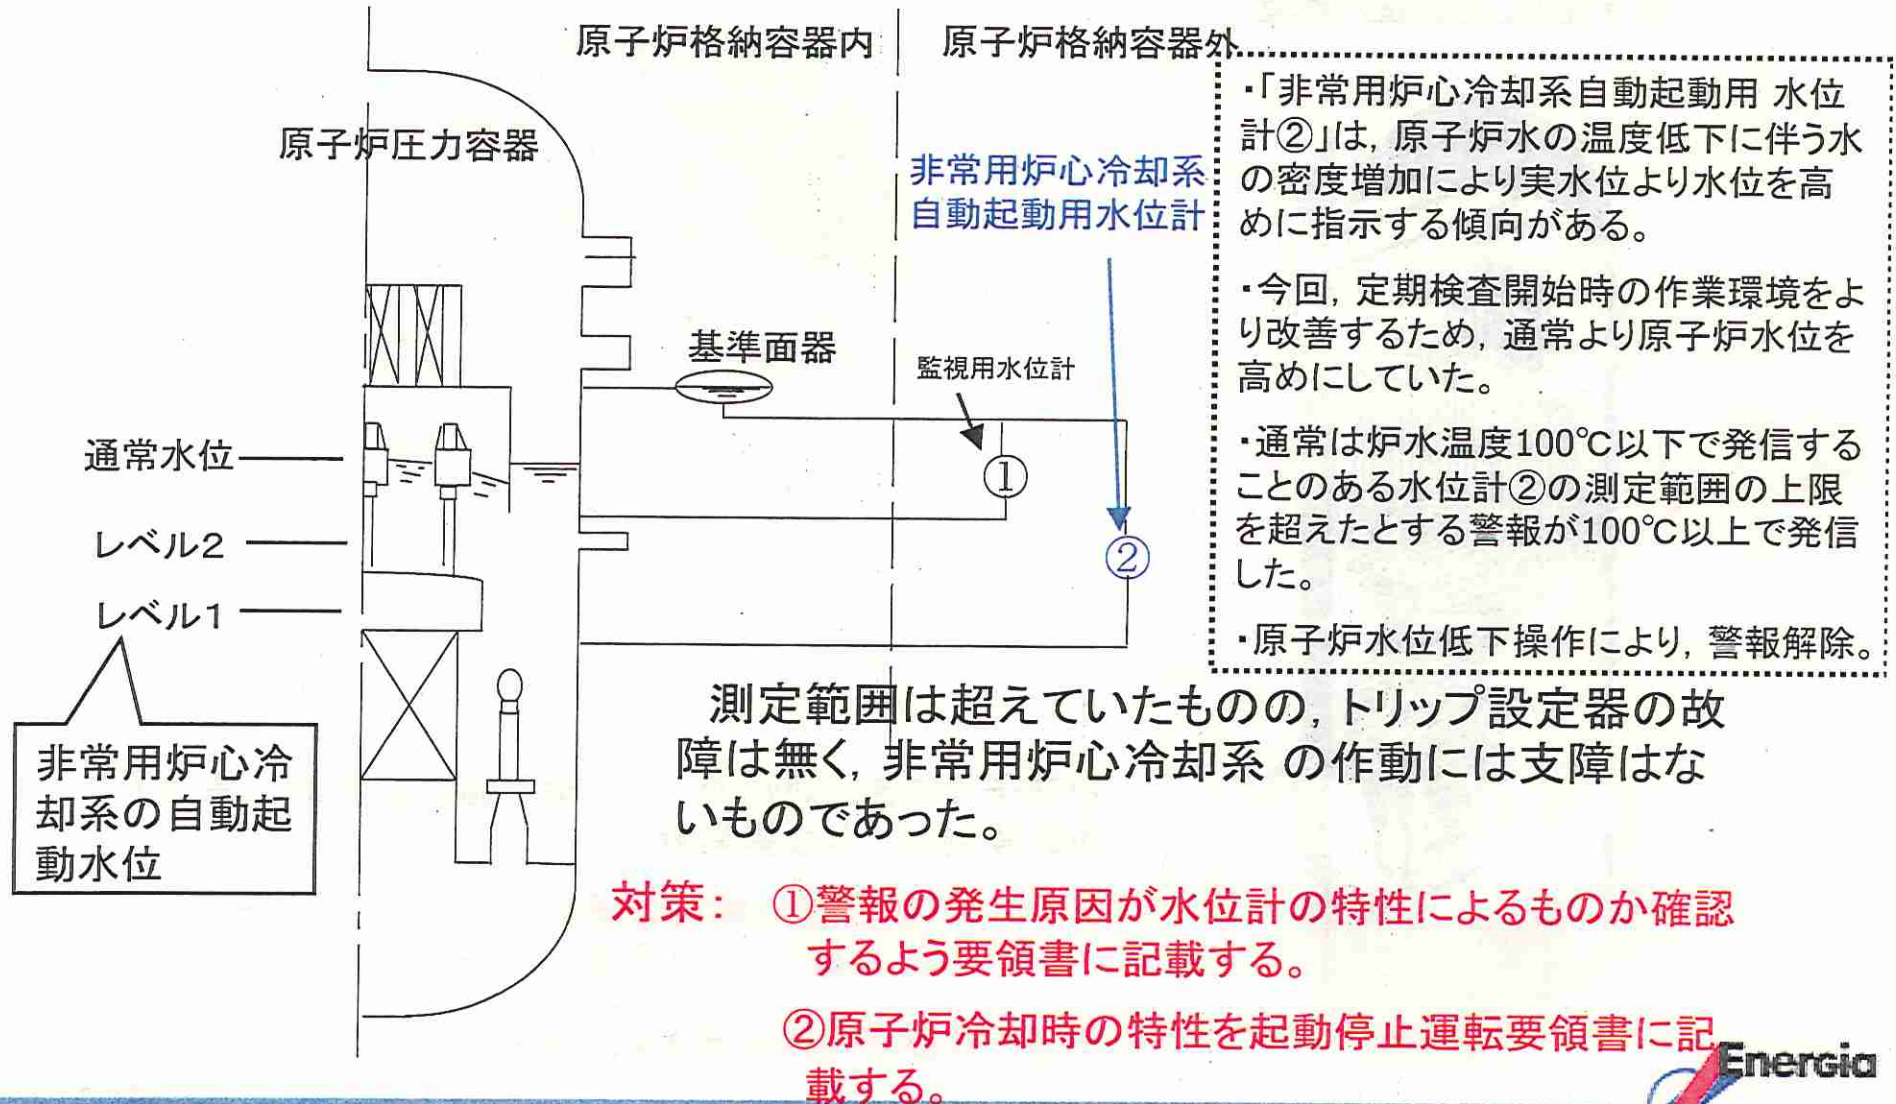 原子炉格納容器内
原子炉格納容器外
原子炉圧力容器
非常用炉心冷却系
自動起動用水位計
基準面器
監視用水位計
①
②
通常水位
レベル2
レベル1
非常用炉心冷
却系の自動起
動水位
・「非常用炉心冷却系自動起動用 水位
計②」は,原子炉水の温度低下に伴う水
の密度増加により実水位より水位を高
めに指示する傾向がある。
・今回,定期検査開始時の作業環境をよ
り改善するため,通常より原子炉水位を
高めにしていた。
・通常は炉水温度100℃以下で発信する
ことのある水位計②の測定範囲の上限
を超えたとする警報が100℃以上で発信
した。
・原子炉水位低下操作により,警報解除。
測定範囲は超えていたものの,トリップ設定器の故
障は無く,非常用炉心冷却系 の作動には支障はな
いものであった。
対策: ①警報の発生原因が水位計の特性によるものか確認
するよう要領書に記載する。
②原子炉冷却時の特性を起動停止運転要領書に記
載する。
Energia